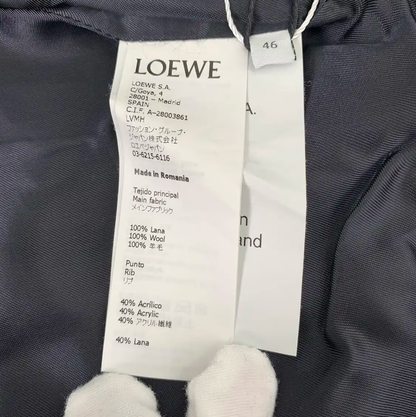 46
LOEWE
LOEWE S.A.
C/Goya, 4
28001 - Madrid
SPAIN
C.I.F. A-28003861
LVMH
ファッション・グループ・
ジャパン株式会社
ロエベジャパン
03-6215-6116
Made in Romania
Tejido principal
Main fabric
メインファブリック
100% Lana
100% Wool
100% 羊毛
Punto
Rib
リブ
40% Acrílico
40% Acrylic
40% アクリル繊維
40% Lana
A.
n
and